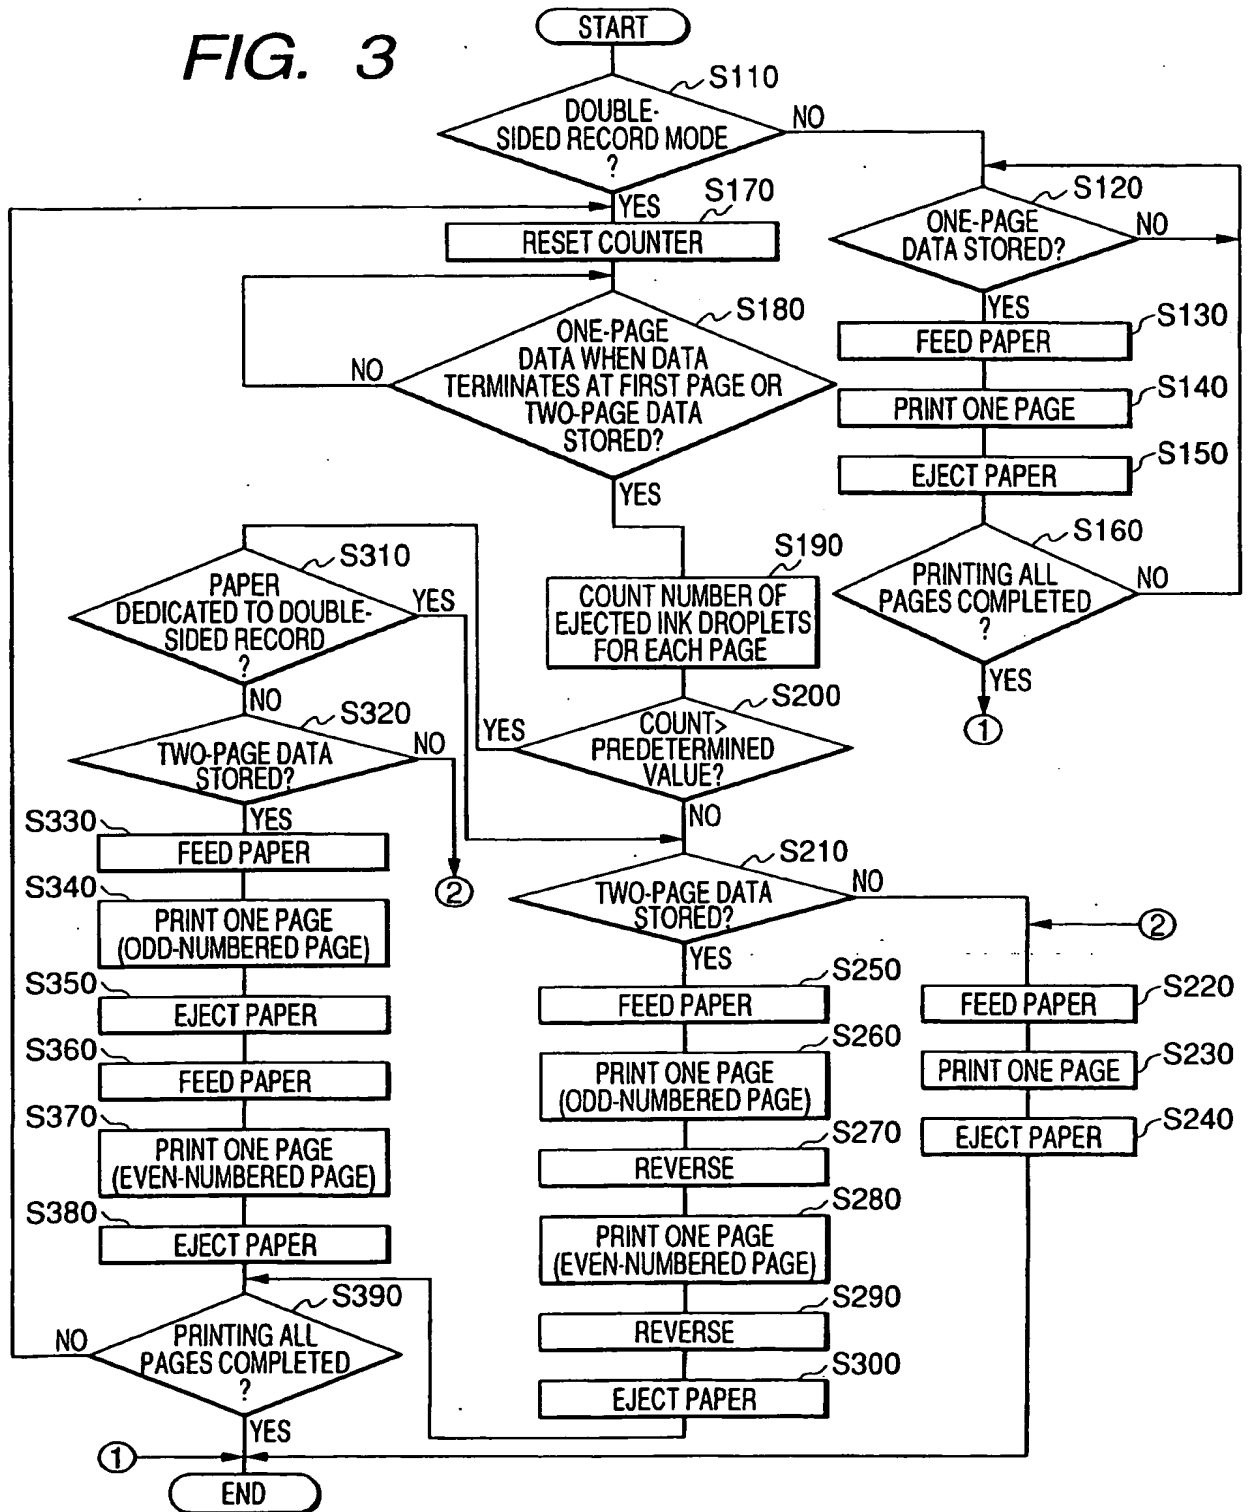 FIG. 3
START
S110
DOUBLE-
SIDED RECORD MODE
?
NO
YES
S170
RESET COUNTER
S120
ONE-PAGE
DATA STORED?
NO
YES
S130
FEED PAPER
S140
PRINT ONE PAGE
S150
EJECT PAPER
S160
PRINTING ALL
PAGES COMPLETED
?
NO
YES
1
S180
ONE-PAGE
DATA WHEN DATA
TERMINATES AT FIRST PAGE OR
TWO-PAGE DATA
STORED?
NO
YES
S190
COUNT NUMBER OF
EJECTED INK DROPLETS
FOR EACH PAGE
S200
COUNT>
PREDETERMINED
VALUE?
YES
NO
S310
PAPER
DEDICATED TO DOUBLE-
SIDED RECORD
?
YES
NO
S320
TWO-PAGE DATA
STORED?
NO
2
YES
S330
FEED PAPER
S340
PRINT ONE PAGE
(ODD-NUMBERED PAGE)
S350
EJECT PAPER
S360
FEED PAPER
S370
PRINT ONE PAGE
(EVEN-NUMBERED PAGE)
S380
EJECT PAPER
S390
PRINTING ALL
PAGES COMPLETED
?
NO
YES
1
END
S210
TWO-PAGE DATA
STORED?
NO
YES
2
S250
FEED PAPER
S260
PRINT ONE PAGE
(ODD-NUMBERED PAGE)
S270
REVERSE
S280
PRINT ONE PAGE
(EVEN-NUMBERED PAGE)
S290
REVERSE
S300
EJECT PAPER
S220
FEED PAPER
S230
PRINT ONE PAGE
S240
EJECT PAPER